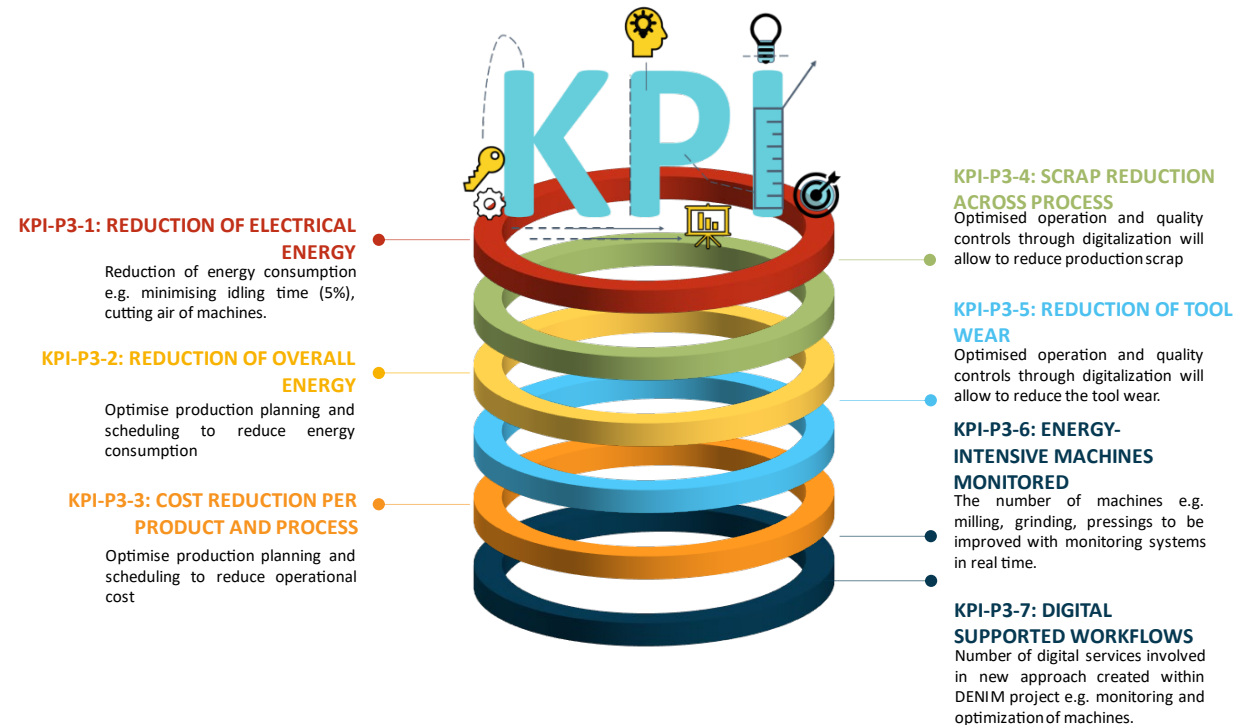 KPI
KPI-P3-1: REDUCTION OF ELECTRICAL
ENERGY
Reduction of energy consumption
e.g. minimising idling time (5%),
cutting air of machines.
KPI-P3-2: REDUCTION OF OVERALL
ENERGY
Optimise production planning and
scheduling to reduce energy
consumption
KPI-P3-3: COST REDUCTION PER
PRODUCT AND PROCESS
Optimise production planning and
scheduling to reduce operational
cost
KPI-P3-4: SCRAP REDUCTION
ACROSS PROCESS
Optimised operation and quality
controls through digitalization will
allow to reduce production scrap
KPI-P3-5: REDUCTION OF TOOL
WEAR
Optimised operation and quality
controls through digitalization will
allow to reduce the tool wear.
KPI-P3-6: ENERGY-
INTENSIVE MACHINES
MONITORED
The number of machines e.g.
milling, grinding, pressings to be
improved with monitoring systems
in real time.
KPI-P3-7: DIGITAL
SUPPORTED WORKFLOWS
Number of digital services involved
in new approach created within
DENIM project e.g. monitoring and
optimization of machines.